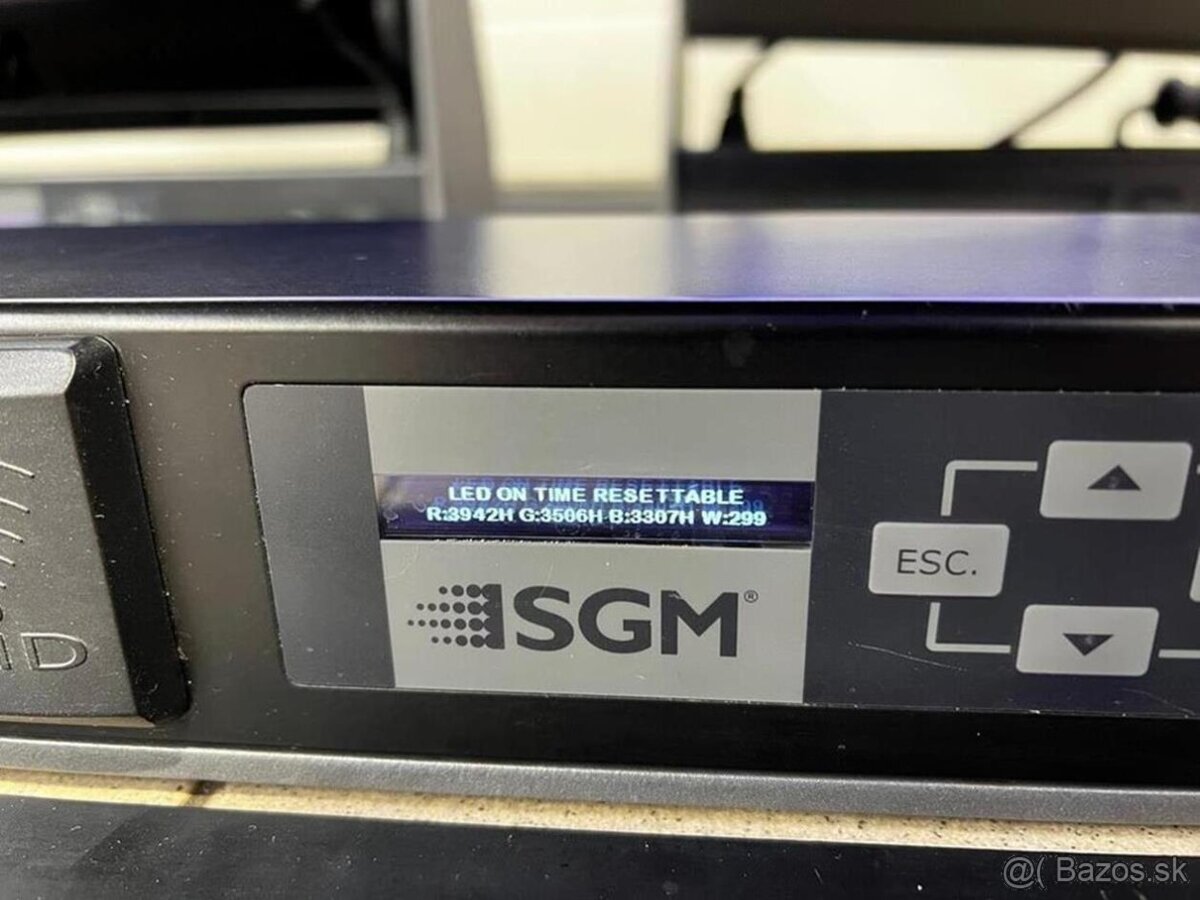 LED ON TIME RESETTABLE
R:3942H G:3506H B:3307H W:299
SGM®
ESC.
@( Bazos.sk